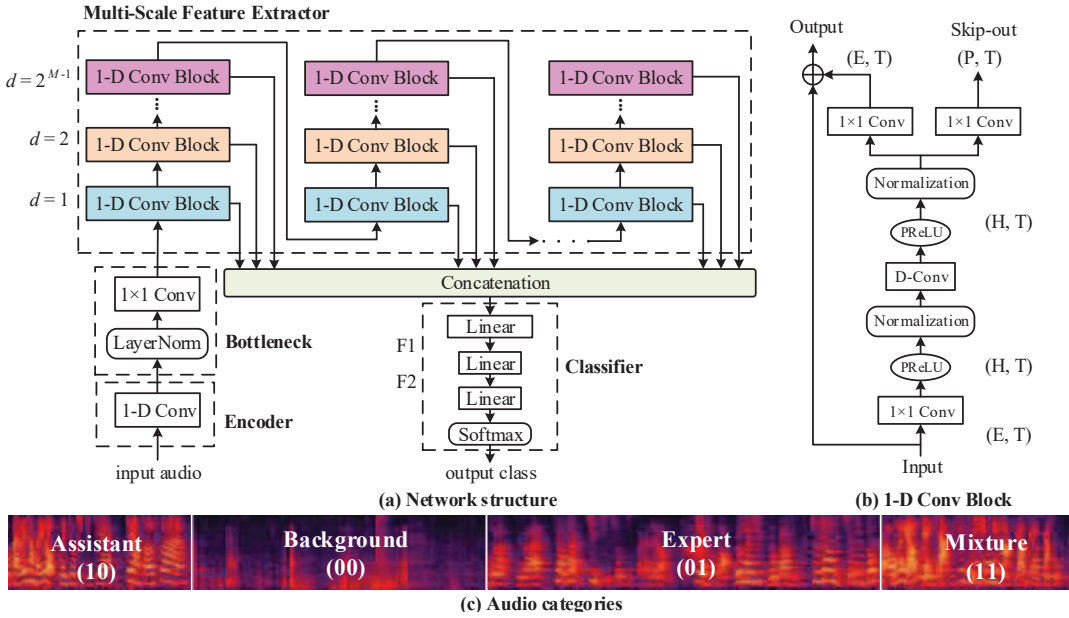 Multi-Scale Feature Extractor
d = 2^{M-1}
1-D Conv Block
1-D Conv Block
1-D Conv Block
d = 2
1-D Conv Block
1-D Conv Block
1-D Conv Block
d = 1
1-D Conv Block
1-D Conv Block
1-D Conv Block
Concatenation
1×1 Conv
LayerNorm
Bottleneck
1-D Conv
Encoder
input audio
Linear
F1
Linear
F2
Linear
Softmax
Classifier
output class
(a) Network structure
Output
Skip-out
(E, T)
(P, T)
1×1 Conv
1×1 Conv
Normalization
PReLU
(H, T)
D-Conv
Normalization
PReLU
(H, T)
1×1 Conv
(E, T)
Input
(b) 1-D Conv Block
Assistant
(10)
Background
(00)
Expert
(01)
Mixture
(11)
(c) Audio categories